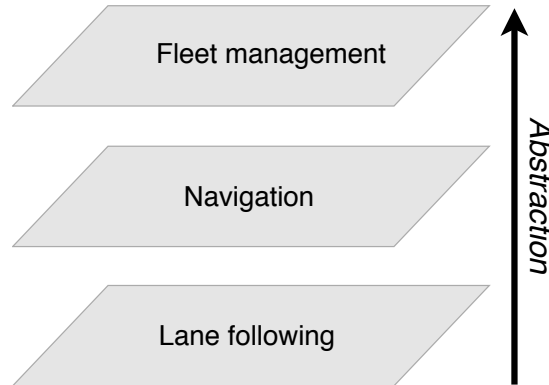 Fleet management
Navigation
Lane following
Abstraction